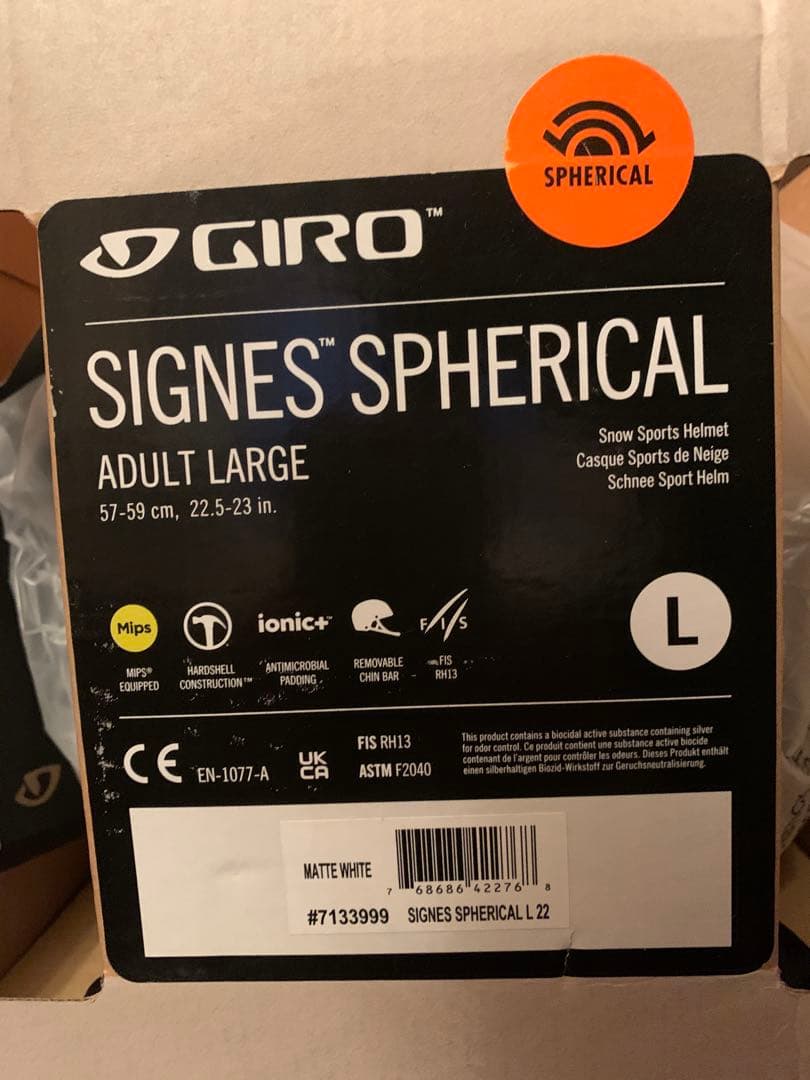 SPHERICAL
GIRO™
SIGNES™ SPHERICAL
ADULT LARGE
57-59 cm, 22.5-23 in.
Snow Sports Helmet
Casque Sports de Neige
Schnee Sport Helm
Mips
MIPS®
EQUIPPED
HARDSHELL
CONSTRUCTION™
ionic+™
ANTIMICROBIAL
PADDING
REMOVABLE
CHIN BAR
F/I/S
FIS
RH13
L
CE EN-1077-A
UK
CA
FIS RH13
ASTM F2040
This product contains a biocidal active substance containing silver
for odor control. Ce produit contient une substance active biocide
contenant de l'argent pour contrôler les odeurs. Dieses Produkt enthält
einen silberhaltigen Biozid-Wirkstoff zur Geruchsneutralisierung.
MATTE WHITE
7 68686 42276 8
#7133999 SIGNES SPHERICAL L 22